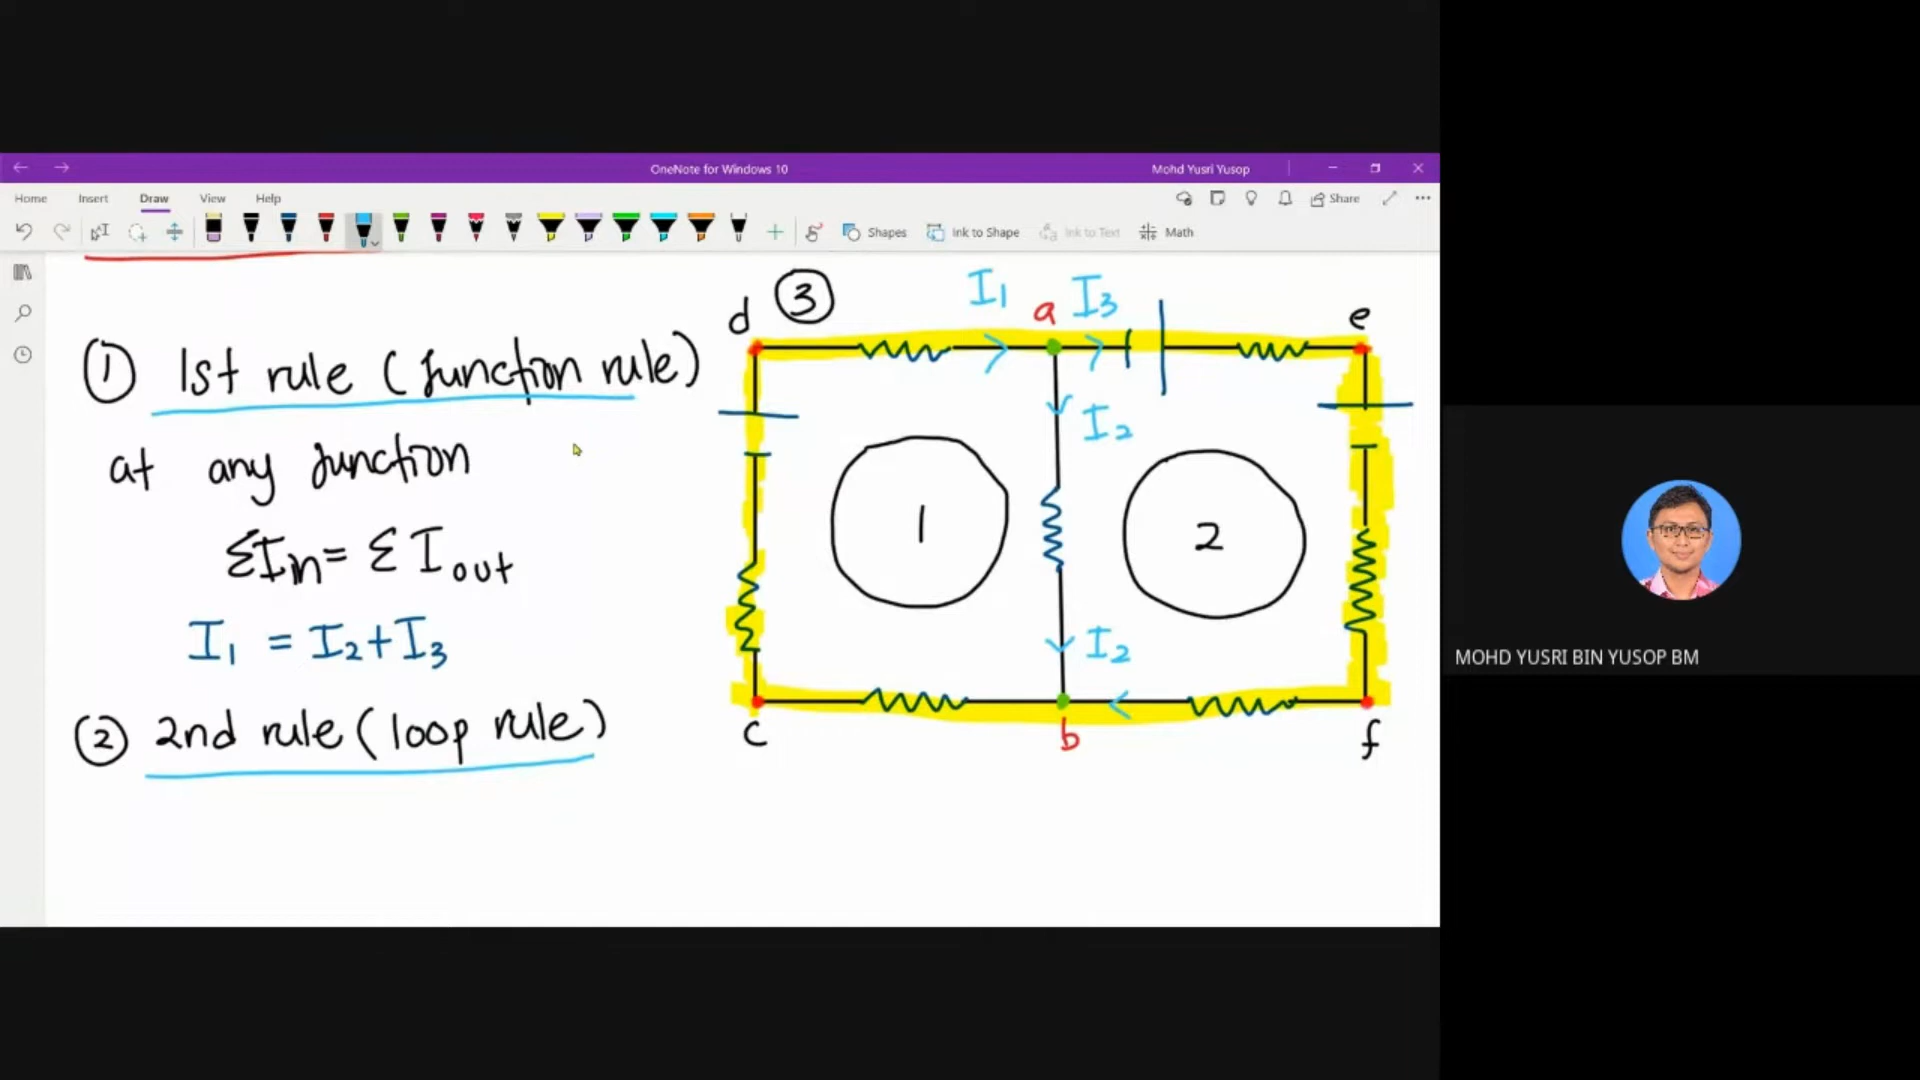 OneNote for Windows 10
Mohd Yusri Yusop
Home Insert Draw View Help
Share
Shapes Ink to Shape Ink to Text Math
① 1st rule (junction rule)
at any junction
ΣIin = ΣIout
I1 = I2 + I3
② 2nd rule (loop rule)
d ③ I1 a I3 e
I2
1 2
I2
c b f
MOHD YUSRI BIN YUSOP BM